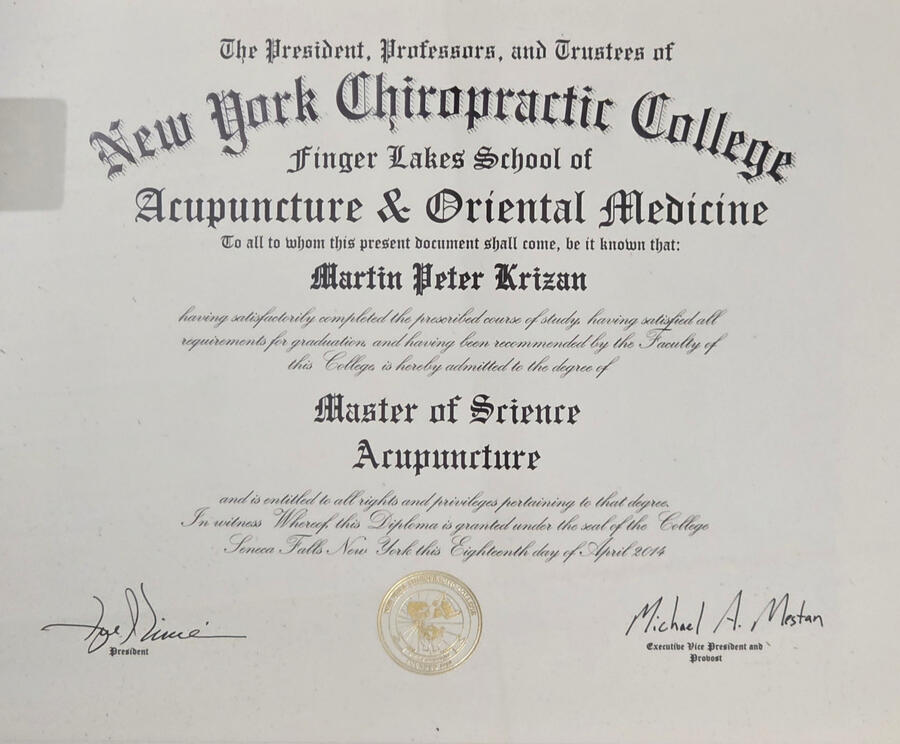 The President, Professors, and Trustees of
New York Chiropractic College
Finger Lakes School of
Acupuncture & Oriental Medicine
To all to whom this present document shall come, be it known that:
Martin Peter Krizan
having satisfactorily completed the prescribed course of study, having satisfied all
requirements for graduation, and having been recommended by the Faculty of
this College, is hereby admitted to the degree of
Master of Science
Acupuncture
and is entitled to all rights and privileges pertaining to that degree.
In witness Whereof, this Diploma is granted under the seal of the College
Seneca Falls New York this Eighteenth day of April 2014
President
Michael A. Mestan
Executive Vice President and
Provost